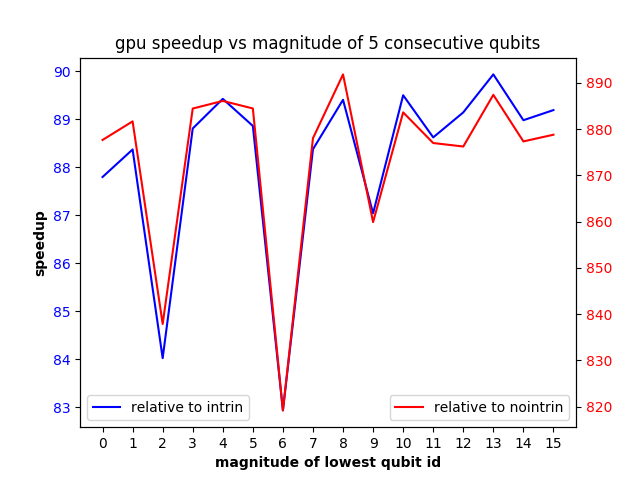 gpu speedup vs magnitude of 5 consecutive qubits
90
89
88
87
86
85
84
83
speedup
890
880
870
860
850
840
830
820
relative to intrin
relative to nointrin
0 1 2 3 4 5 6 7 8 9 10 11 12 13 14 15
magnitude of lowest qubit id